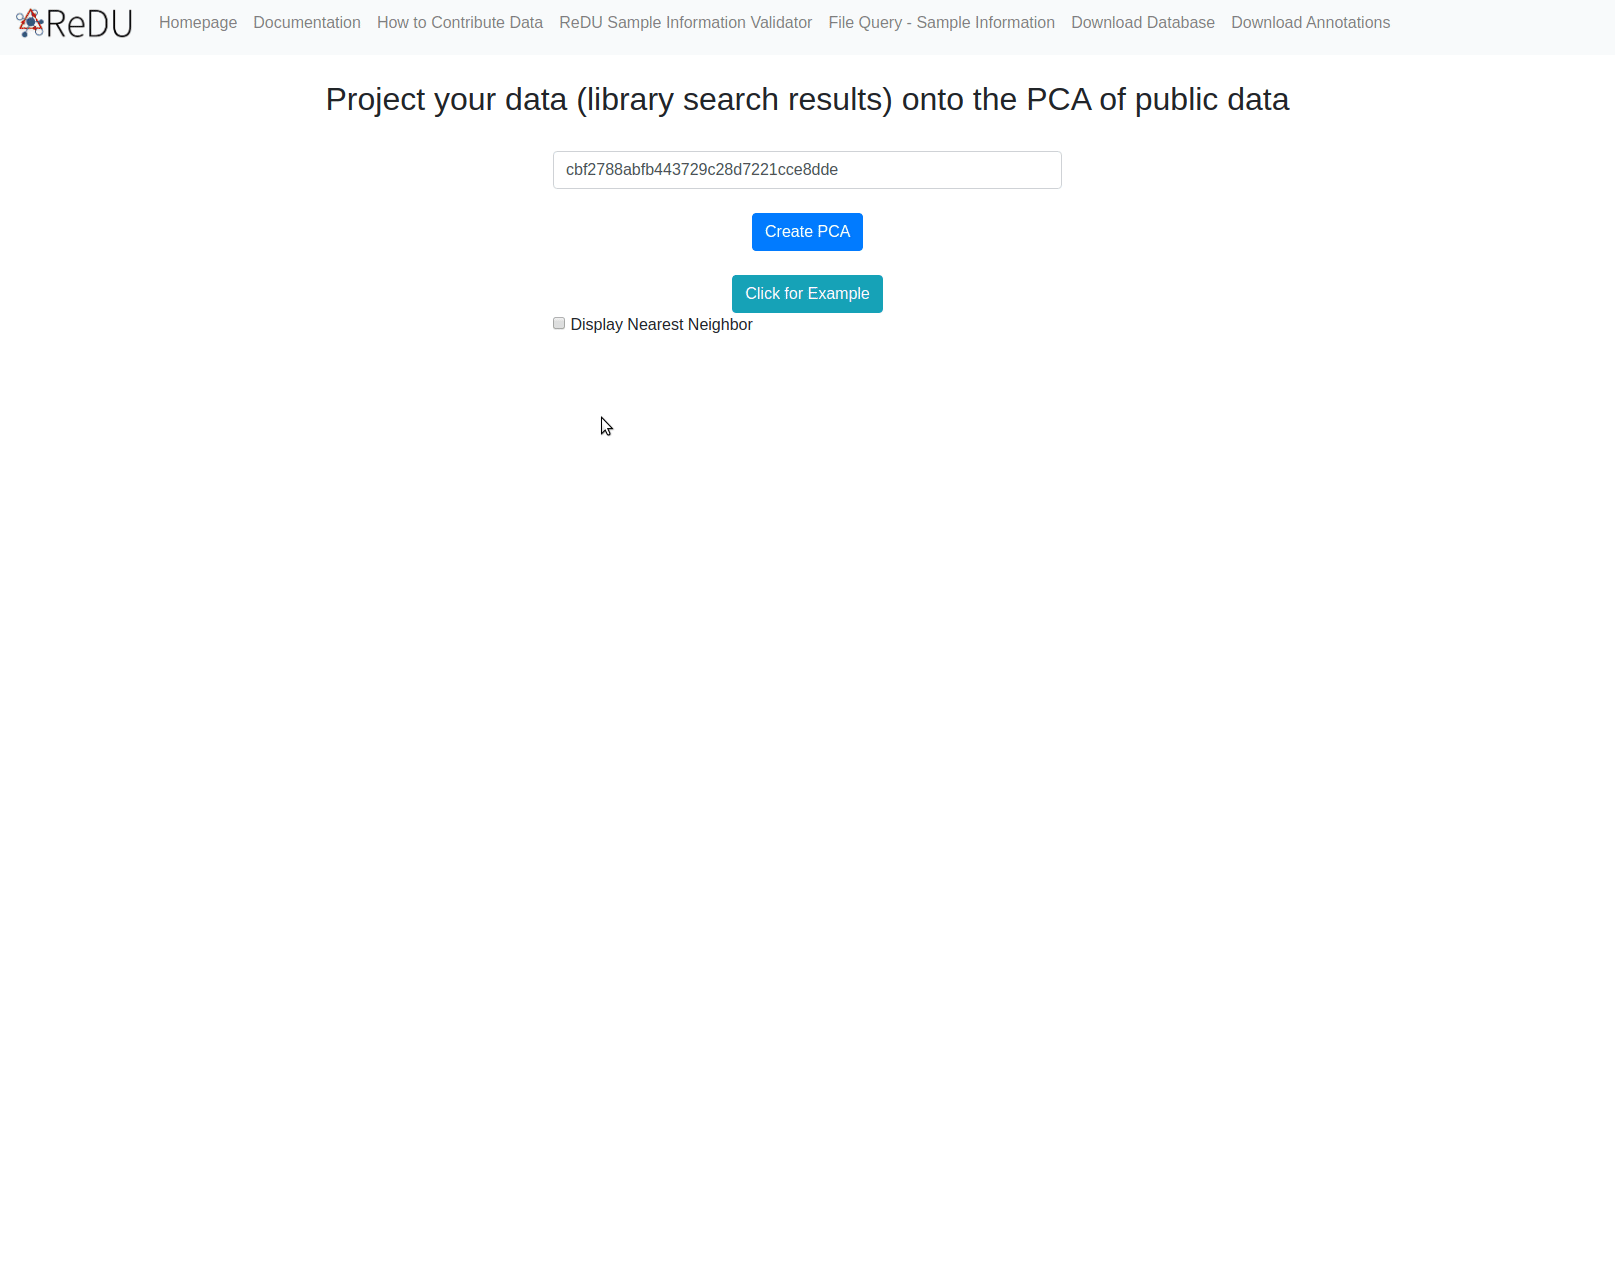 ReDU Homepage Documentation How to Contribute Data ReDU Sample Information Validator File Query - Sample Information Download Database Download Annotations
Project your data (library search results) onto the PCA of public data
cbf2788abfb443729c28d7221cce8dde
Create PCA
Click for Example
Display Nearest Neighbor